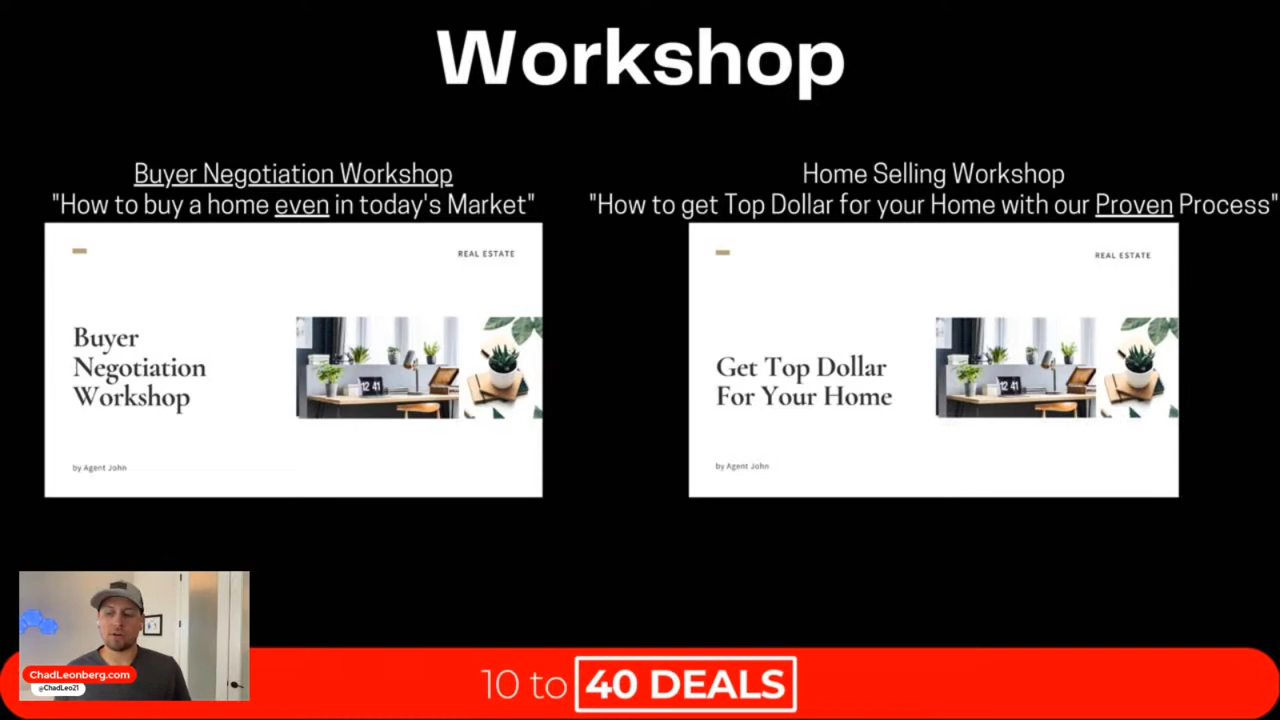 Workshop
Buyer Negotiation Workshop
"How to buy a home even in today's Market"
Home Selling Workshop
"How to get Top Dollar for your Home with our Proven Process"
REAL ESTATE
Buyer
Negotiation
Workshop
12 41
by Agent John
REAL ESTATE
Get Top Dollar
For Your Home
12 41
by Agent John
ChadLeonberg.com
@ChadLeo21
10 to 40 DEALS